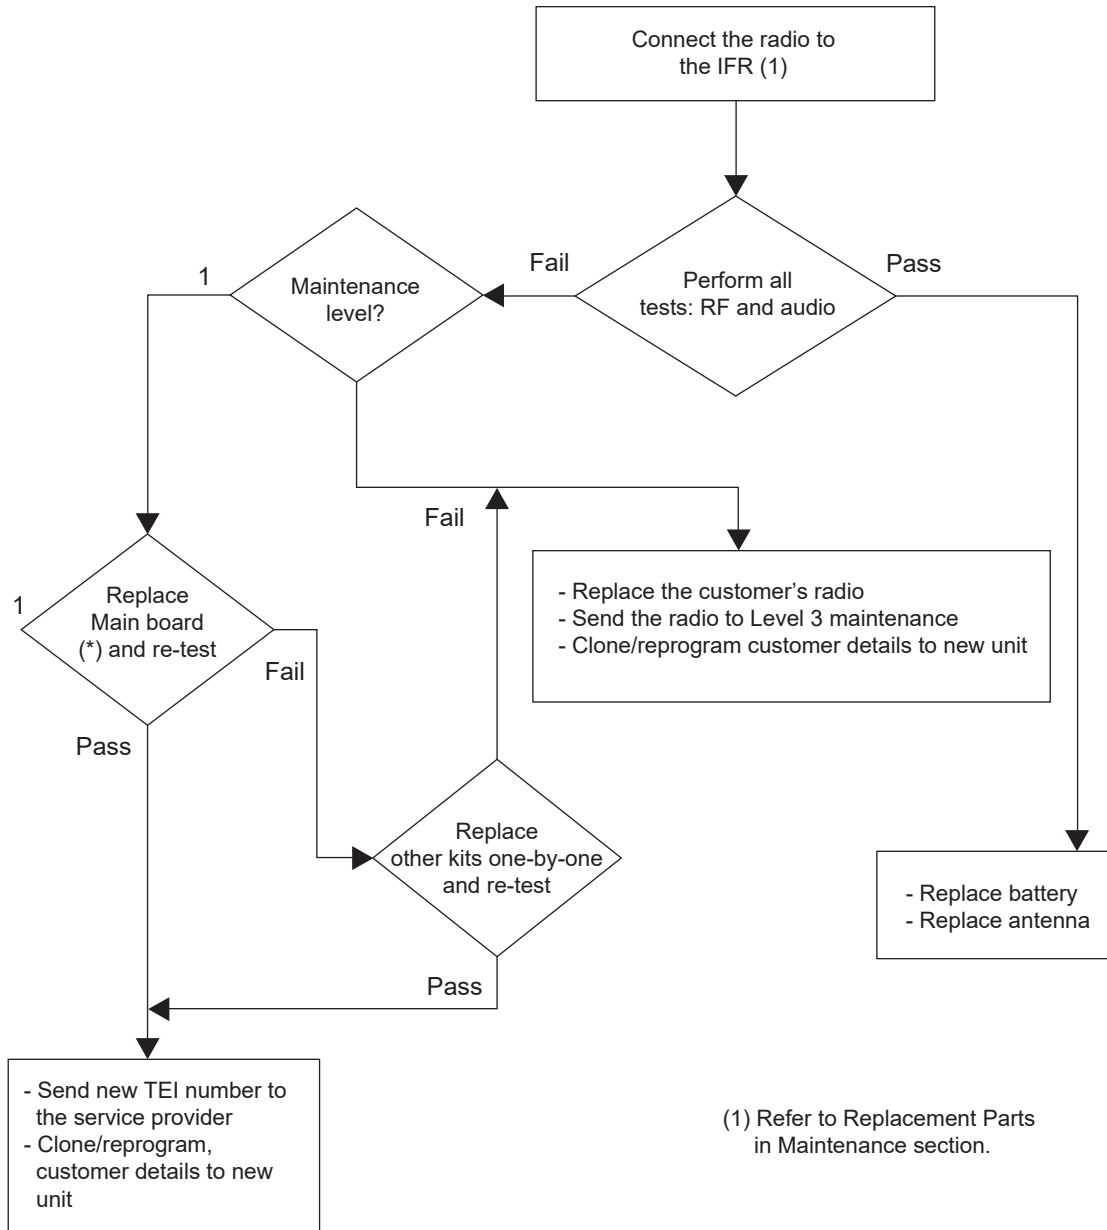 Connect the radio to
the IFR (1)
Fail
Pass
1
Maintenance
level?
Perform all
tests: RF and audio
Fail
1
Replace
Main board
(*) and re-test
Fail
- Replace the customer’s radio
- Send the radio to Level 3 maintenance
- Clone/reprogram customer details to new unit
Pass
Replace
other kits one-by-one
and re-test
- Replace battery
- Replace antenna
Pass
- Send new TEI number to
the service provider
- Clone/reprogram,
customer details to new
unit
(1) Refer to Replacement Parts
in Maintenance section.